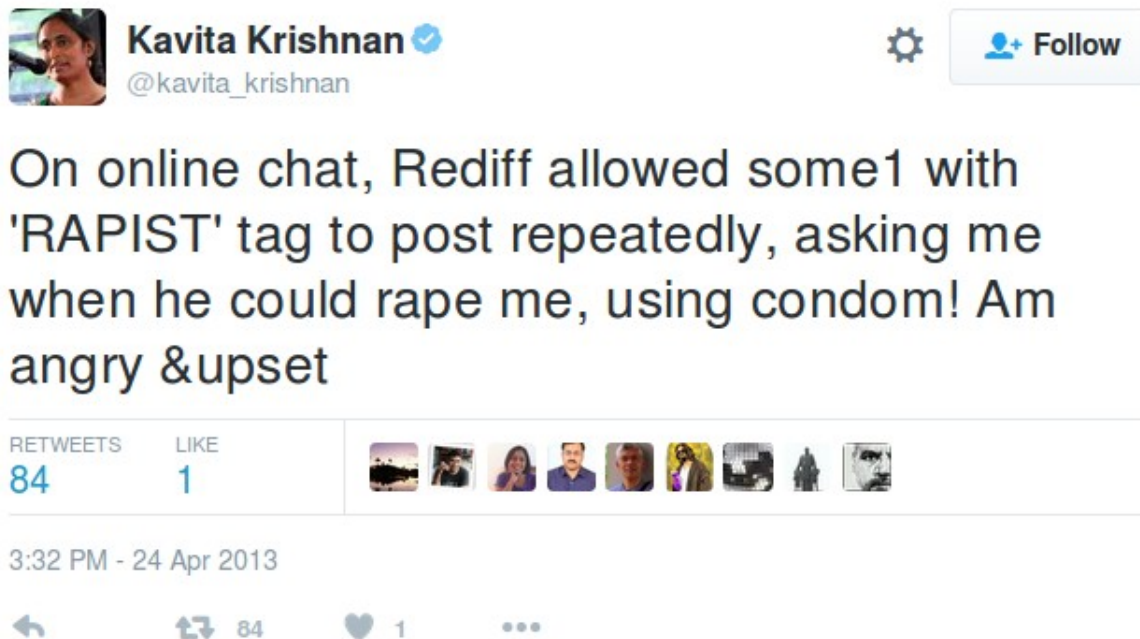 Kavita Krishnan
@kavita_krishnan
Follow
On online chat, Rediff allowed some1 with
'RAPIST' tag to post repeatedly, asking me
when he could rape me, using condom! Am
angry &upset
RETWEETS LIKE
84 1
3:32 PM - 24 Apr 2013
84 1